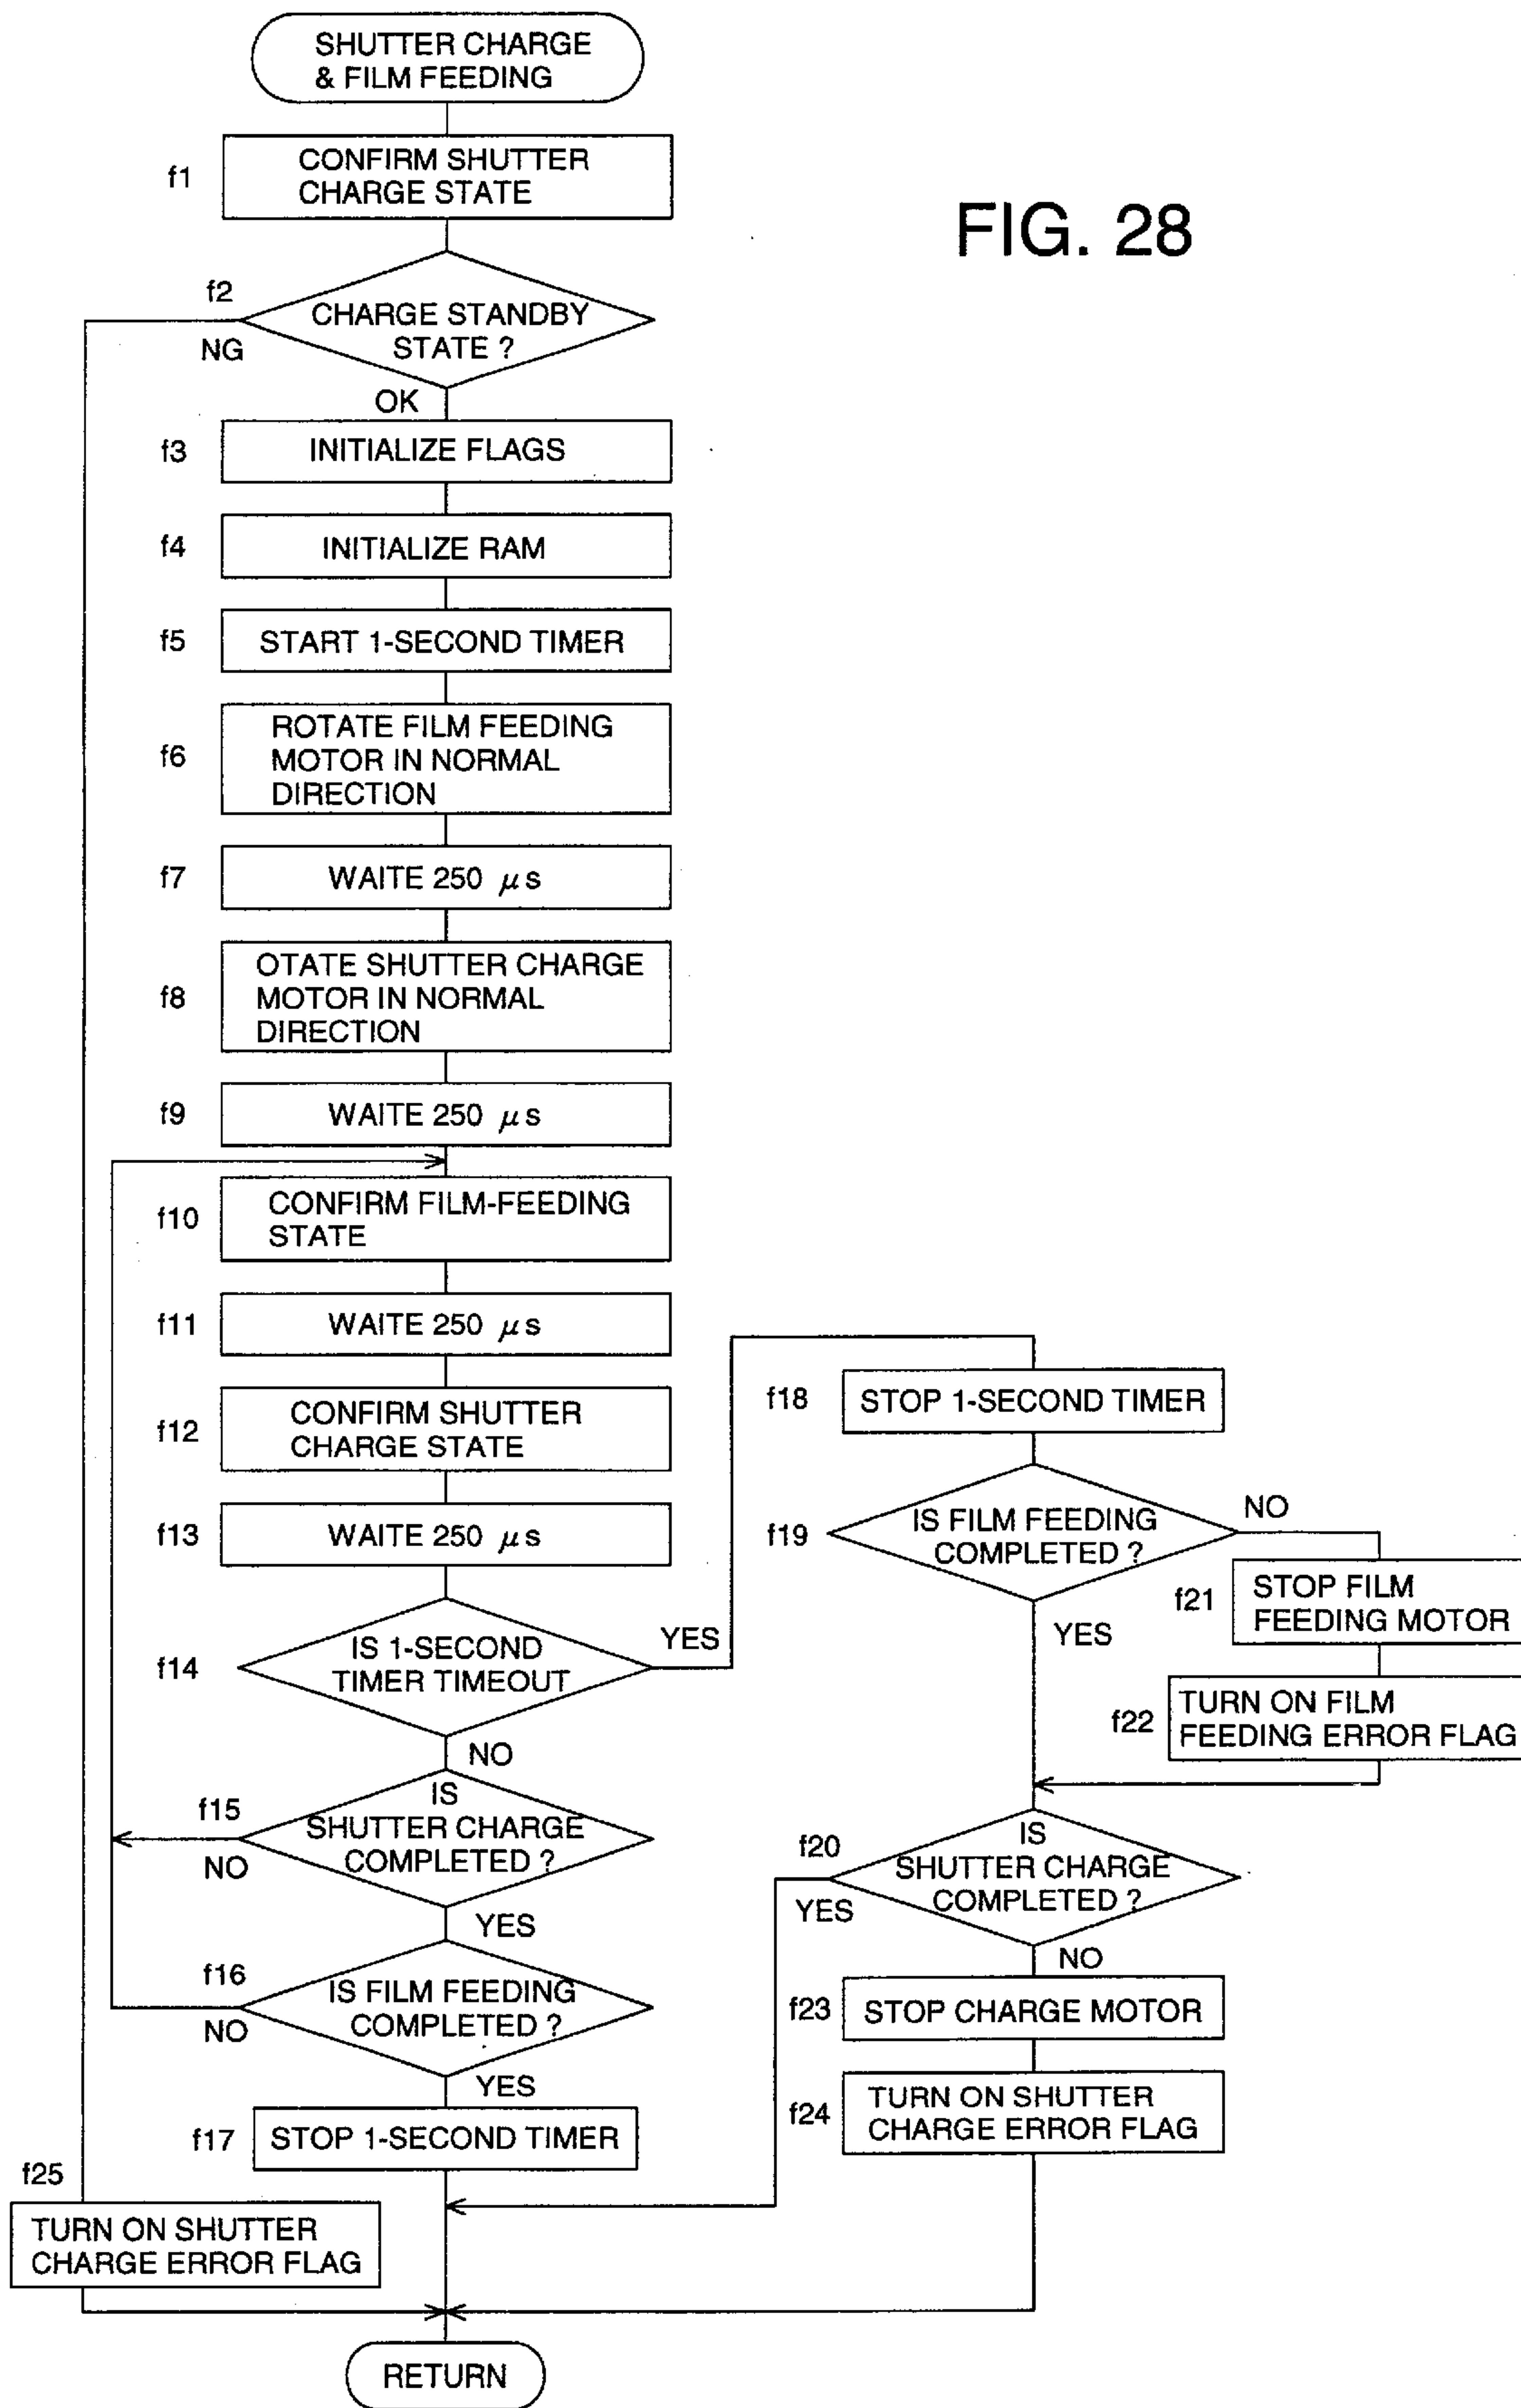 SHUTTER CHARGE
& FILM FEEDING
f1
CONFIRM SHUTTER
CHARGE STATE
FIG. 28
f2
CHARGE STANDBY
STATE ?
NG
OK
f3
INITIALIZE FLAGS
f4
INITIALIZE RAM
f5
START 1-SECOND TIMER
f6
ROTATE FILM FEEDING
MOTOR IN NORMAL
DIRECTION
f7
WAITE 250 μs
f8
OTATE SHUTTER CHARGE
MOTOR IN NORMAL
DIRECTION
f9
WAITE 250 μs
f10
CONFIRM FILM-FEEDING
STATE
f11
WAITE 250 μs
f12
CONFIRM SHUTTER
CHARGE STATE
f13
WAITE 250 μs
f14
IS 1-SECOND
TIMER TIMEOUT
YES
NO
f15
IS
SHUTTER CHARGE
COMPLETED ?
NO
YES
f16
IS FILM FEEDING
COMPLETED ?
NO
YES
f17
STOP 1-SECOND TIMER
f18
STOP 1-SECOND TIMER
f19
IS FILM FEEDING
COMPLETED ?
NO
YES
f21
STOP FILM
FEEDING MOTOR
f22
TURN ON FILM
FEEDING ERROR FLAG
f20
IS
SHUTTER CHARGE
COMPLETED ?
YES
NO
f23
STOP CHARGE MOTOR
f24
TURN ON SHUTTER
CHARGE ERROR FLAG
f25
TURN ON SHUTTER
CHARGE ERROR FLAG
RETURN